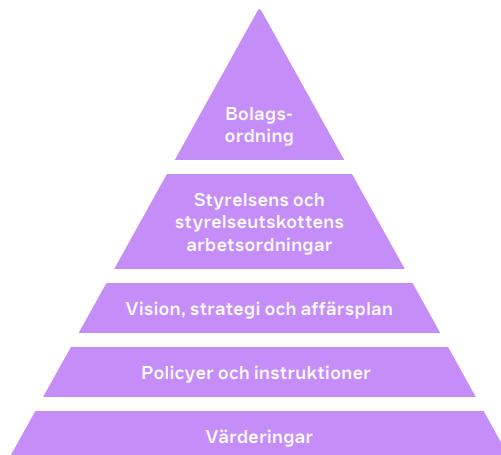 Bolags-
ordning
Styrelsens och
styrelseutskottens
arbetsordningar
Vision, strategi och affärsplan
Policyer och instruktioner
Värderingar